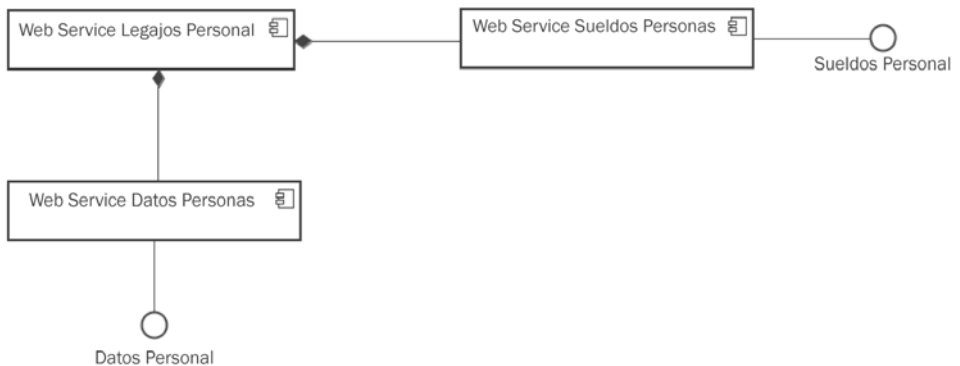 Web Service Legajos Personal
Web Service Sueldos Personas
Sueldos Personal
Web Service Datos Personas
Datos Personal